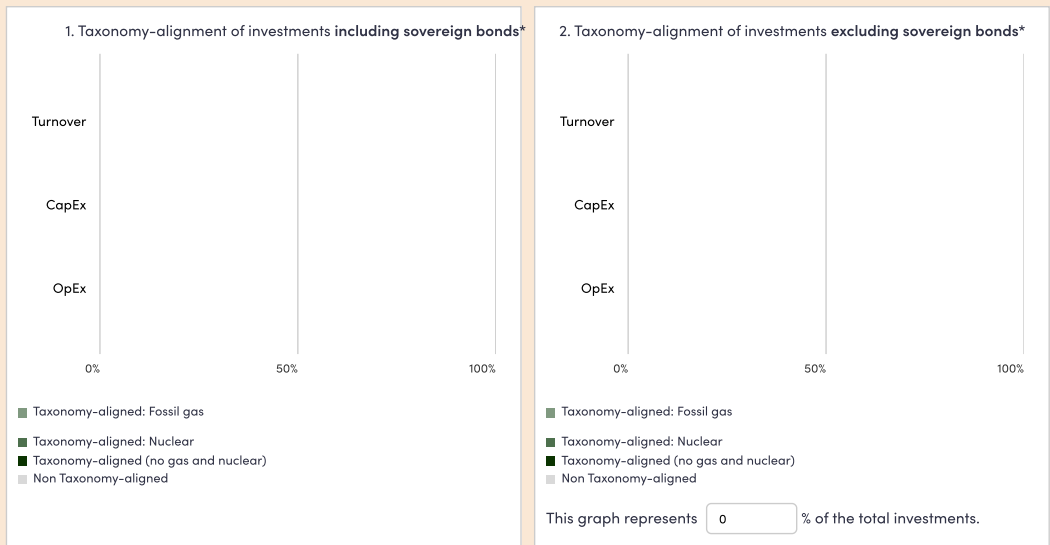 1. Taxonomy-alignment of investments including sovereign bonds*
Turnover
CapEx
OpEx
0% 50% 100%
Taxonomy-aligned: Fossil gas
Taxonomy-aligned: Nuclear
Taxonomy-aligned (no gas and nuclear)
Non Taxonomy-aligned
2. Taxonomy-alignment of investments excluding sovereign bonds*
Turnover
CapEx
OpEx
0% 50% 100%
Taxonomy-aligned: Fossil gas
Taxonomy-aligned: Nuclear
Taxonomy-aligned (no gas and nuclear)
Non Taxonomy-aligned
This graph represents 0 % of the total investments.